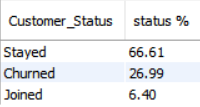 Customer_Status status %
Stayed 66.61
Churned 26.99
Joined 6.40